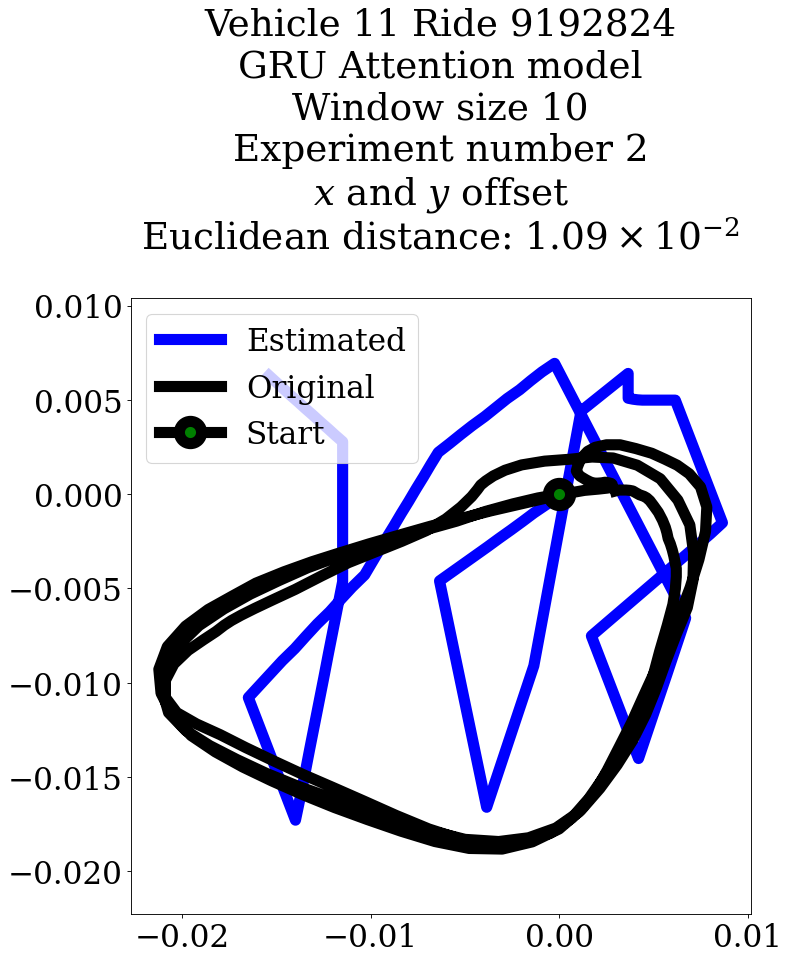 Vehicle 11 Ride 9192824
GRU Attention model
Window size 10
Experiment number 2
x and y offset
Euclidean distance: 1.09 × 10⁻²
0.010
Estimated
0.005
Original
Start
0.000
−0.005
−0.010
−0.015
−0.020
−0.02
−0.01
0.00
0.01